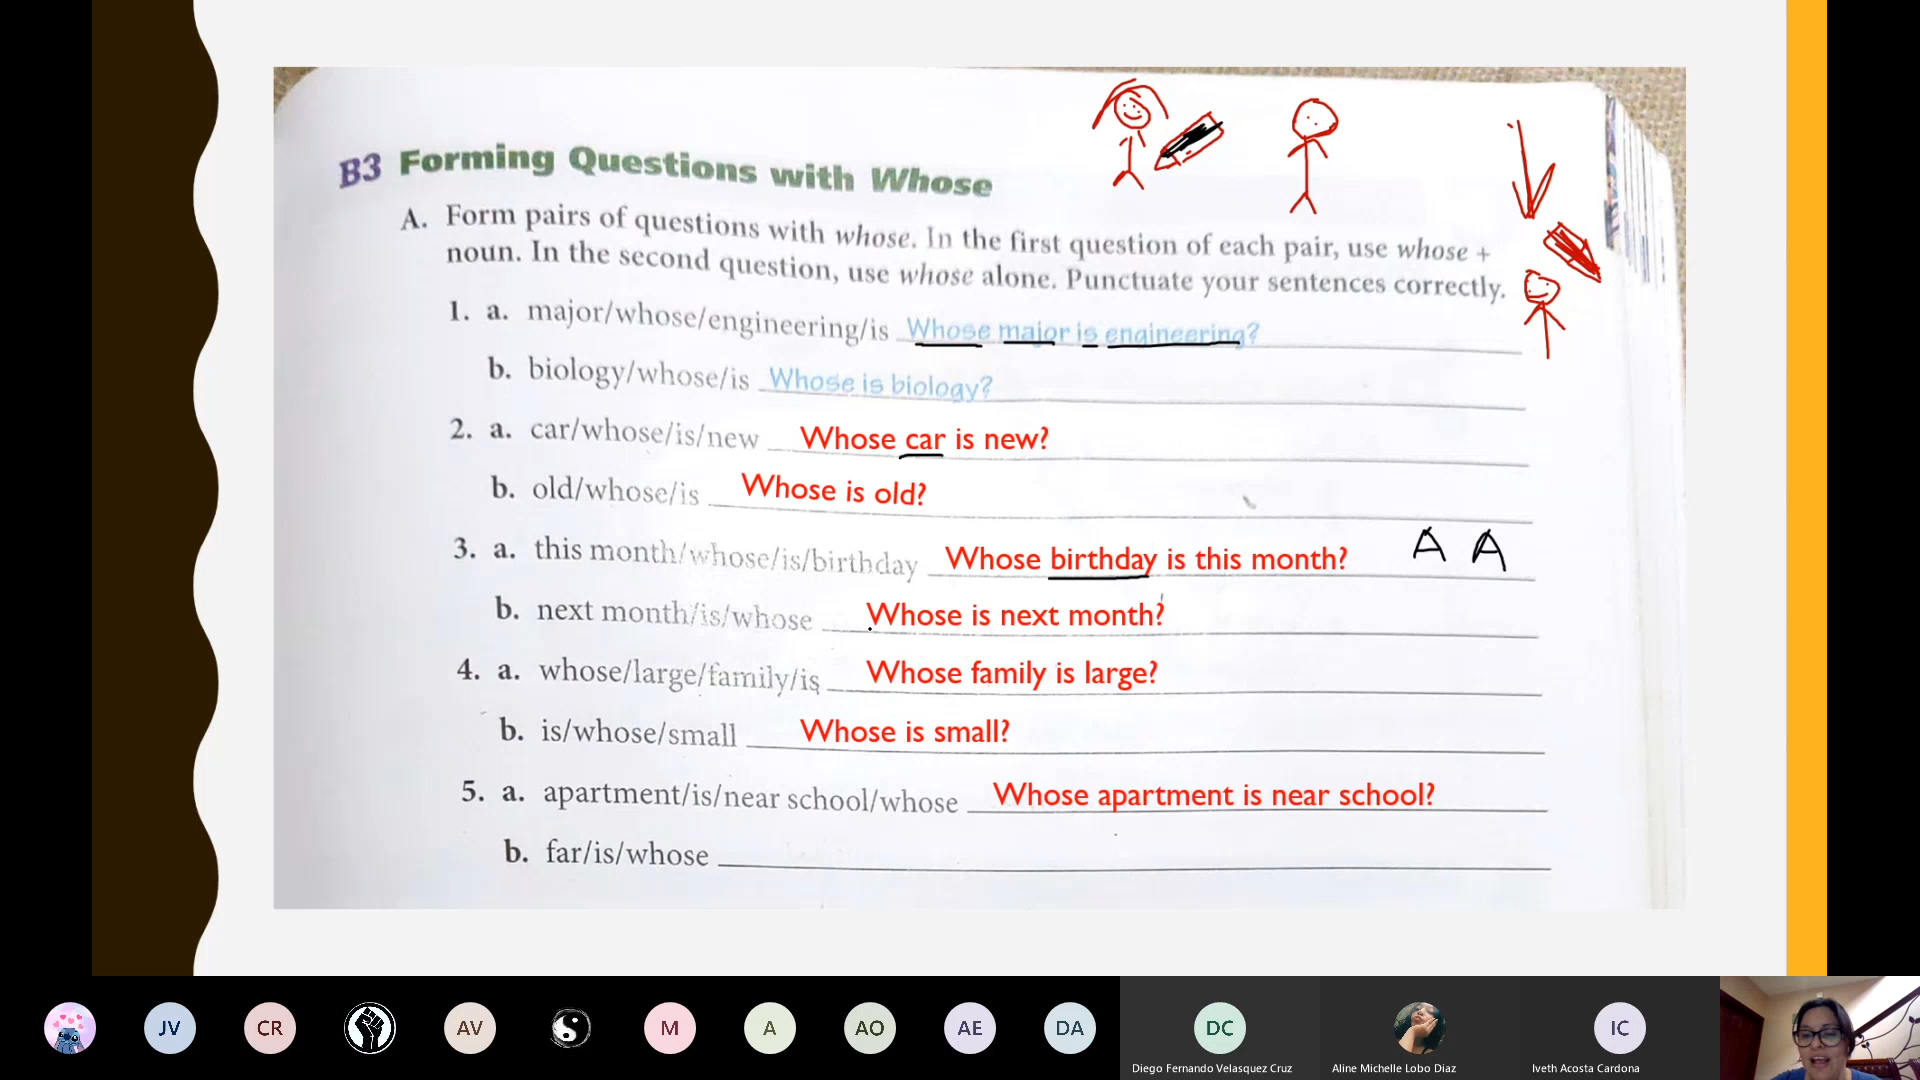 B3 Forming Questions with Whose
A. Form pairs of questions with whose. In the first question of each pair, use whose +
noun. In the second question, use whose alone. Punctuate your sentences correctly.
1. a. major/whose/engineering/is Whose major is engineering?
b. biology/whose/is Whose is biology?
2. a. car/whose/is/new Whose car is new?
b. old/whose/is Whose is old?
3. a. this month/whose/is/birthday Whose birthday is this month? A A
b. next month/is/whose Whose is next month?
4. a. whose/large/family/is Whose family is large?
b. is/whose/small Whose is small?
5. a. apartment/is/near school/whose Whose apartment is near school?
b. far/is/whose
JV CR AV M A AO AE DA DC IC
Diego Fernando Velasquez Cruz Aline Michelle Lobo Diaz Iveth Acosta Cardona